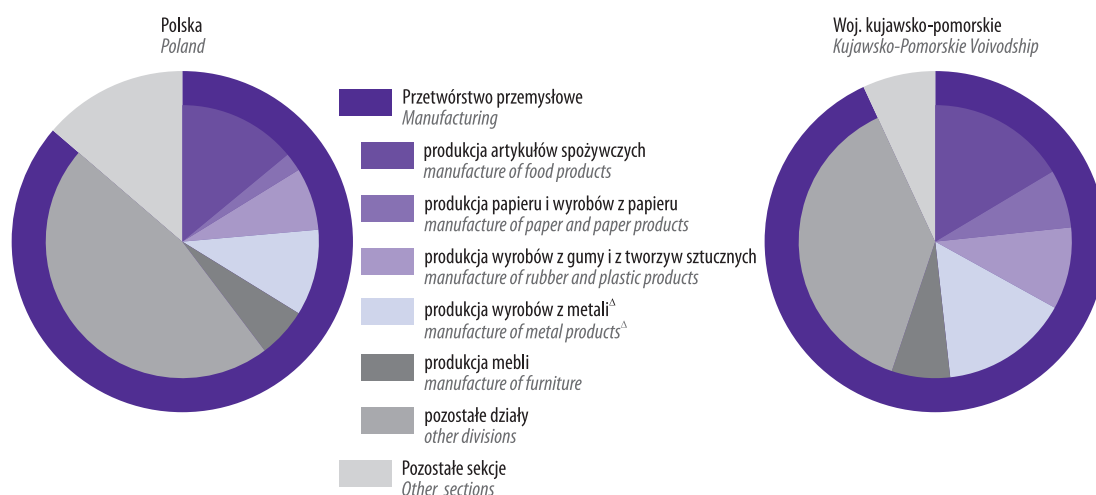 Polska
Poland
Woj. kujawsko-pomorskie
Kujawsko-Pomorskie Voivodship
Przetwórstwo przemysłowe
Manufacturing
produkcja artykułów spożywczych
manufacture of food products
produkcja papieru i wyrobów z papieru
manufacture of paper and paper products
produkcja wyrobów z gumy i z tworzyw sztucznych
manufacture of rubber and plastic products
produkcja wyrobów z metali^Δ
manufacture of metal products^Δ
produkcja mebli
manufacture of furniture
pozostałe działy
other divisions
Pozostałe sekcje
Other sections